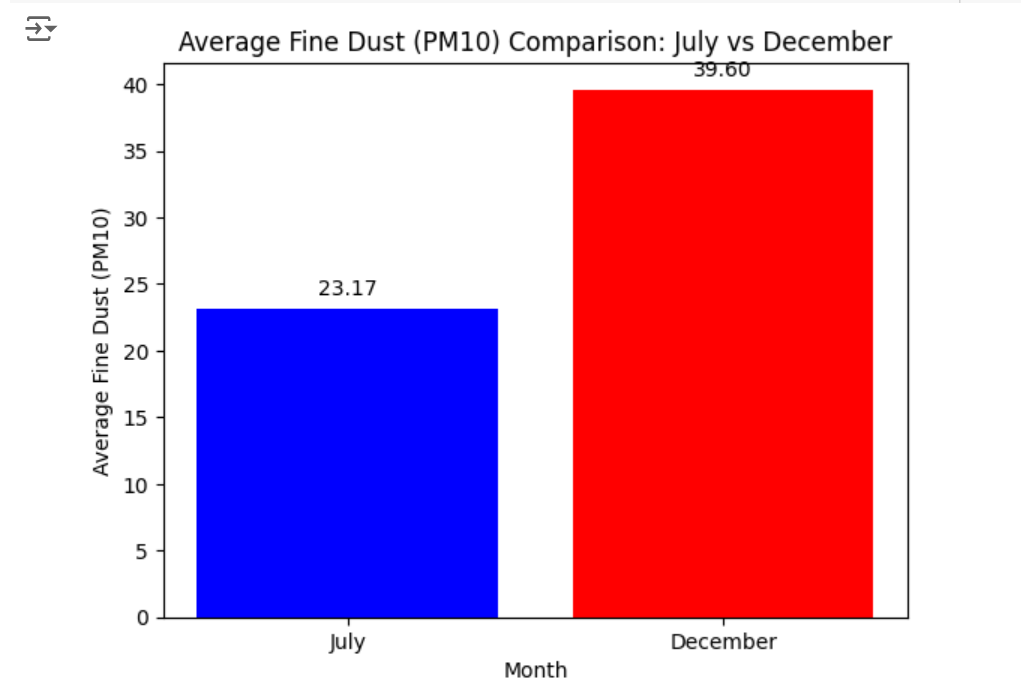 Average Fine Dust (PM10) Comparison: July vs December
39.60
23.17
40
35
30
25
20
15
10
5
0
Average Fine Dust (PM10)
July
December
Month